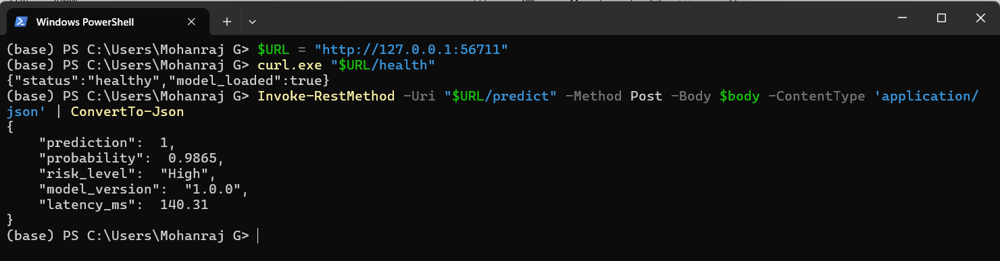 Windows PowerShell
(base) PS C:\Users\Mohanraj G> $URL = "http://127.0.0.1:56711"
(base) PS C:\Users\Mohanraj G> curl.exe "$URL/health"
{"status":"healthy","model_loaded":true}
(base) PS C:\Users\Mohanraj G> Invoke-RestMethod -Uri "$URL/predict" -Method Post -Body $body -ContentType 'application/
json' | ConvertTo-Json
{
    "prediction":  1,
    "probability":  0.9865,
    "risk_level":  "High",
    "model_version":  "1.0.0",
    "latency_ms":  140.31
}
(base) PS C:\Users\Mohanraj G>